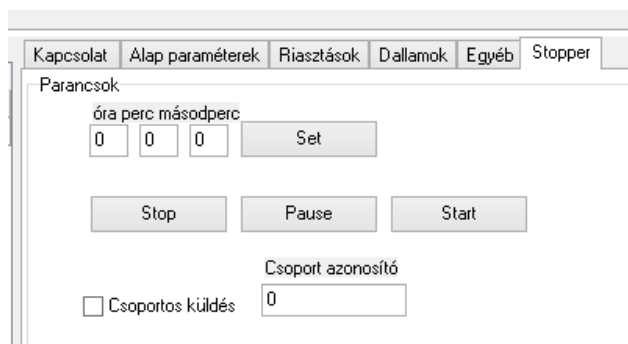 Kapcsolat Alap paraméterek Riasztások Dallamok Egyéb Stopper
Parancsok
óra perc másodperc
0 0 0 Set
Stop Pause Start
Csoport azonosító
Csoportos küldés 0